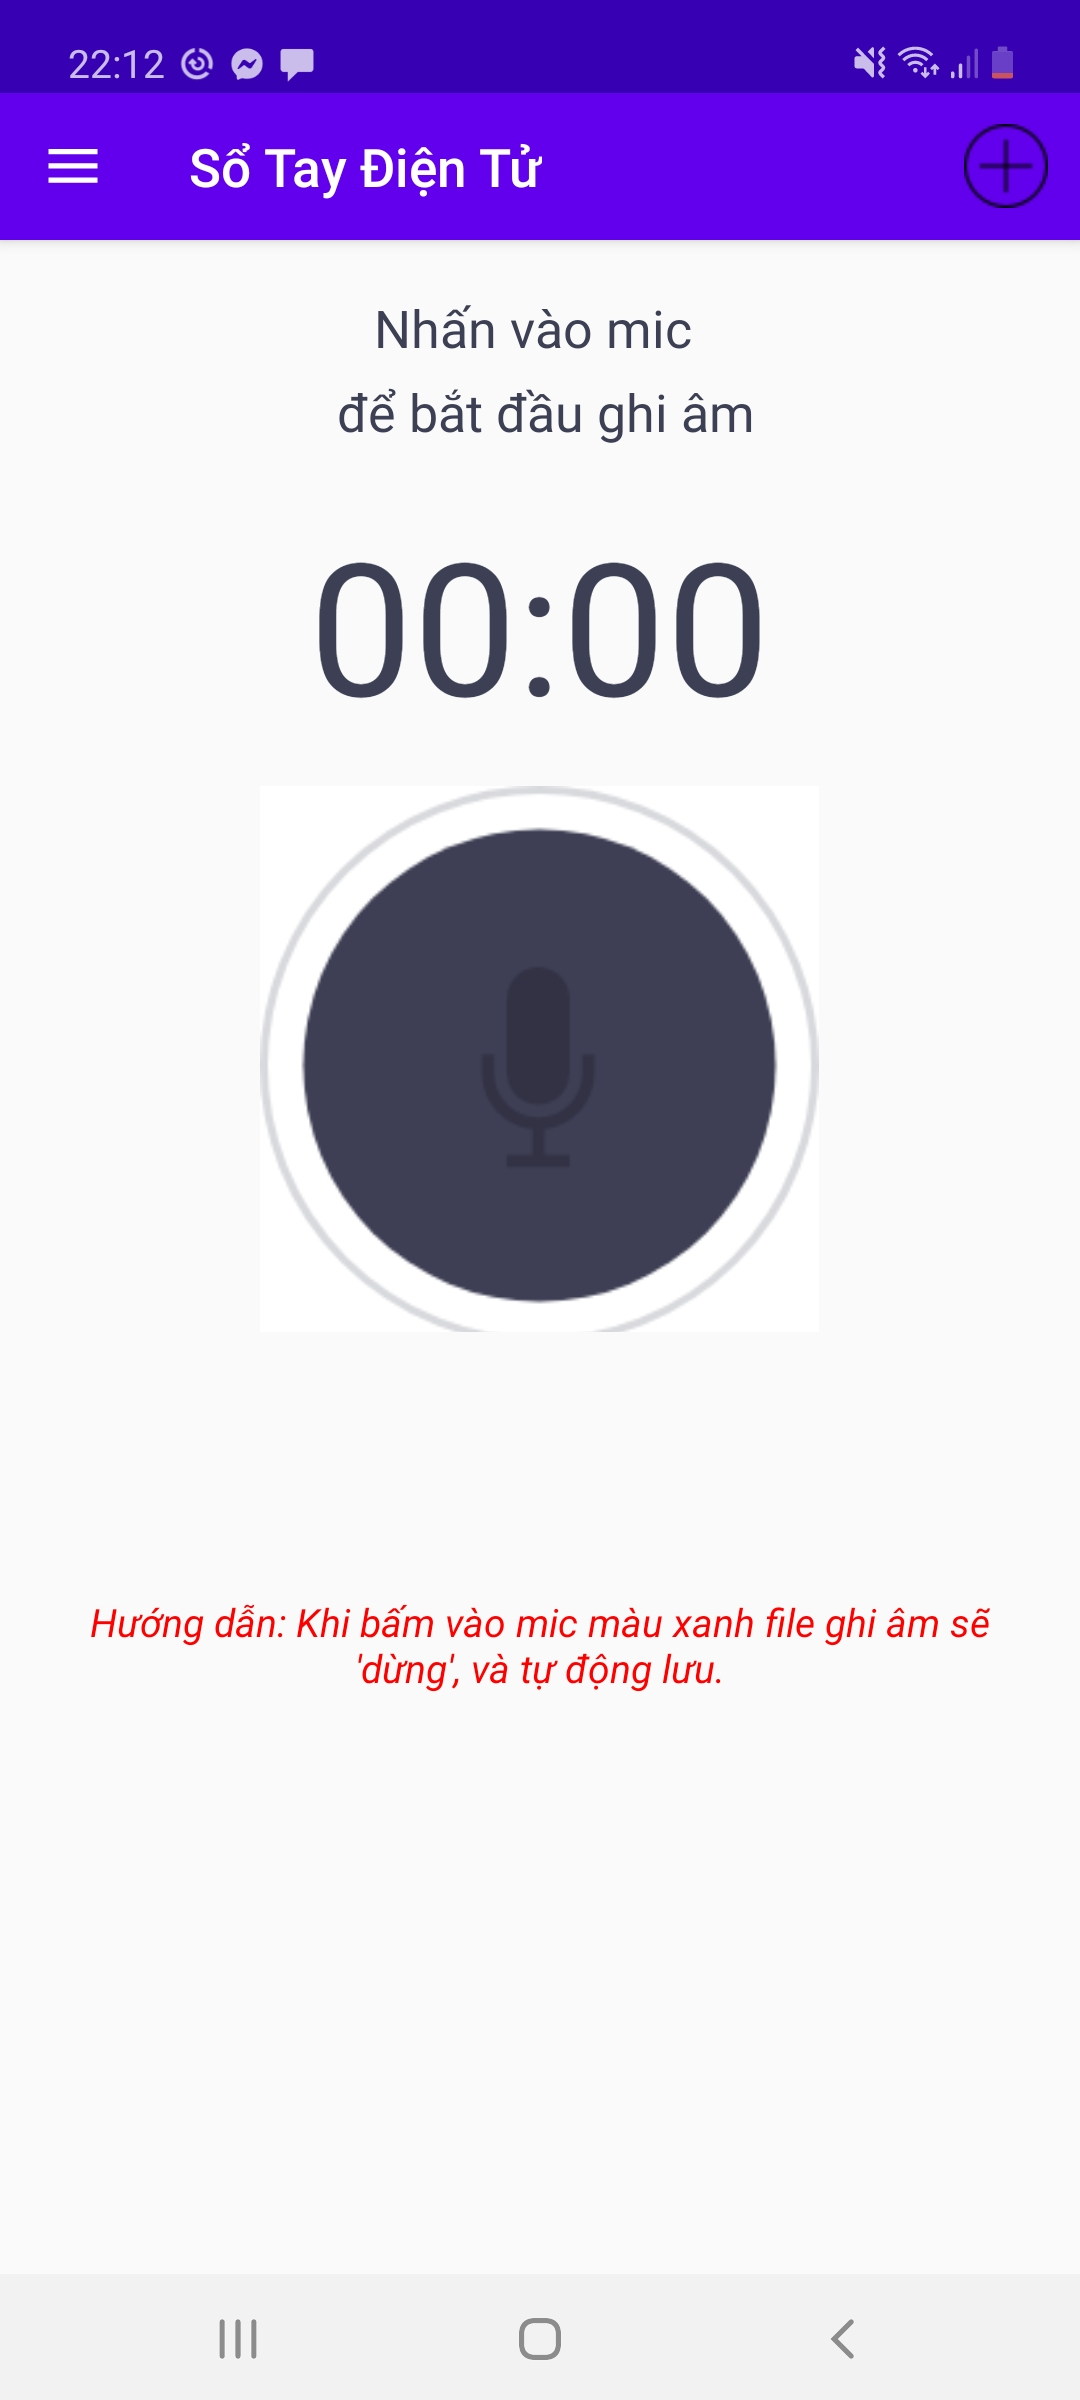 22:12
Sổ Tay Điện Tử
Nhấn vào mic
để bắt đầu ghi âm
00:00
Hướng dẫn: Khi bấm vào mic màu xanh file ghi âm sẽ
'dừng', và tự động lưu.